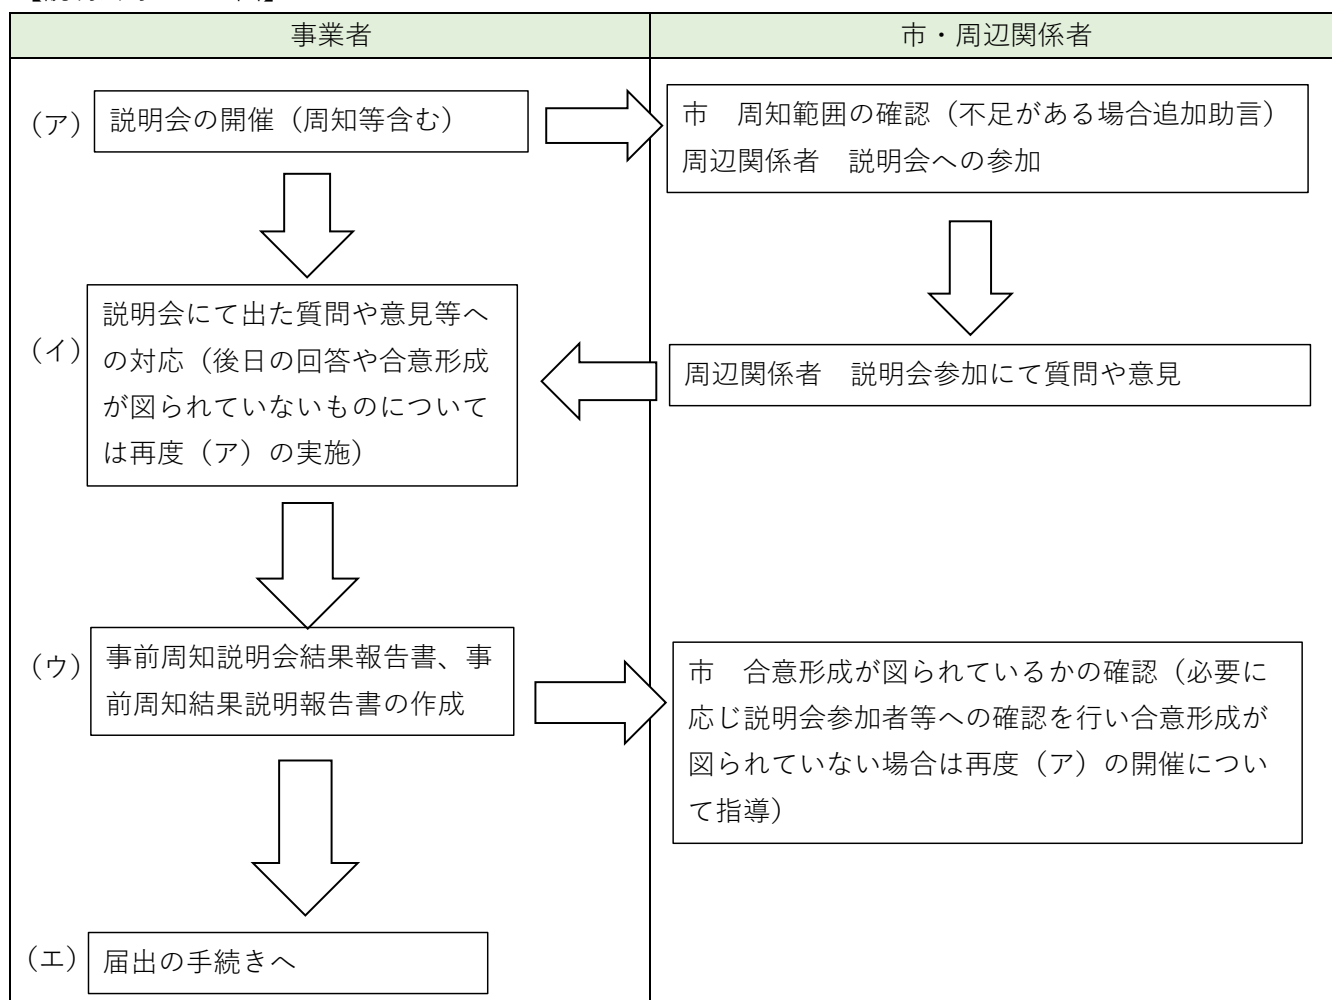 事業者
市・周辺関係者
(ア)
説明会の開催（周知等含む）
市　周知範囲の確認（不足がある場合追加助言）
周辺関係者　説明会への参加
(イ)
説明会にて出た質問や意見等へ
の対応（後日の回答や合意形成
が図られていないものについて
は再度（ア）の実施）
周辺関係者　説明会参加にて質問や意見
(ウ)
事前周知説明会結果報告書、事
前周知結果説明報告書の作成
市　合意形成が図られているかの確認（必要に
応じ説明会参加者等への確認を行い合意形成が
図られていない場合は再度（ア）の開催につい
て指導）
(エ)
届出の手続きへ